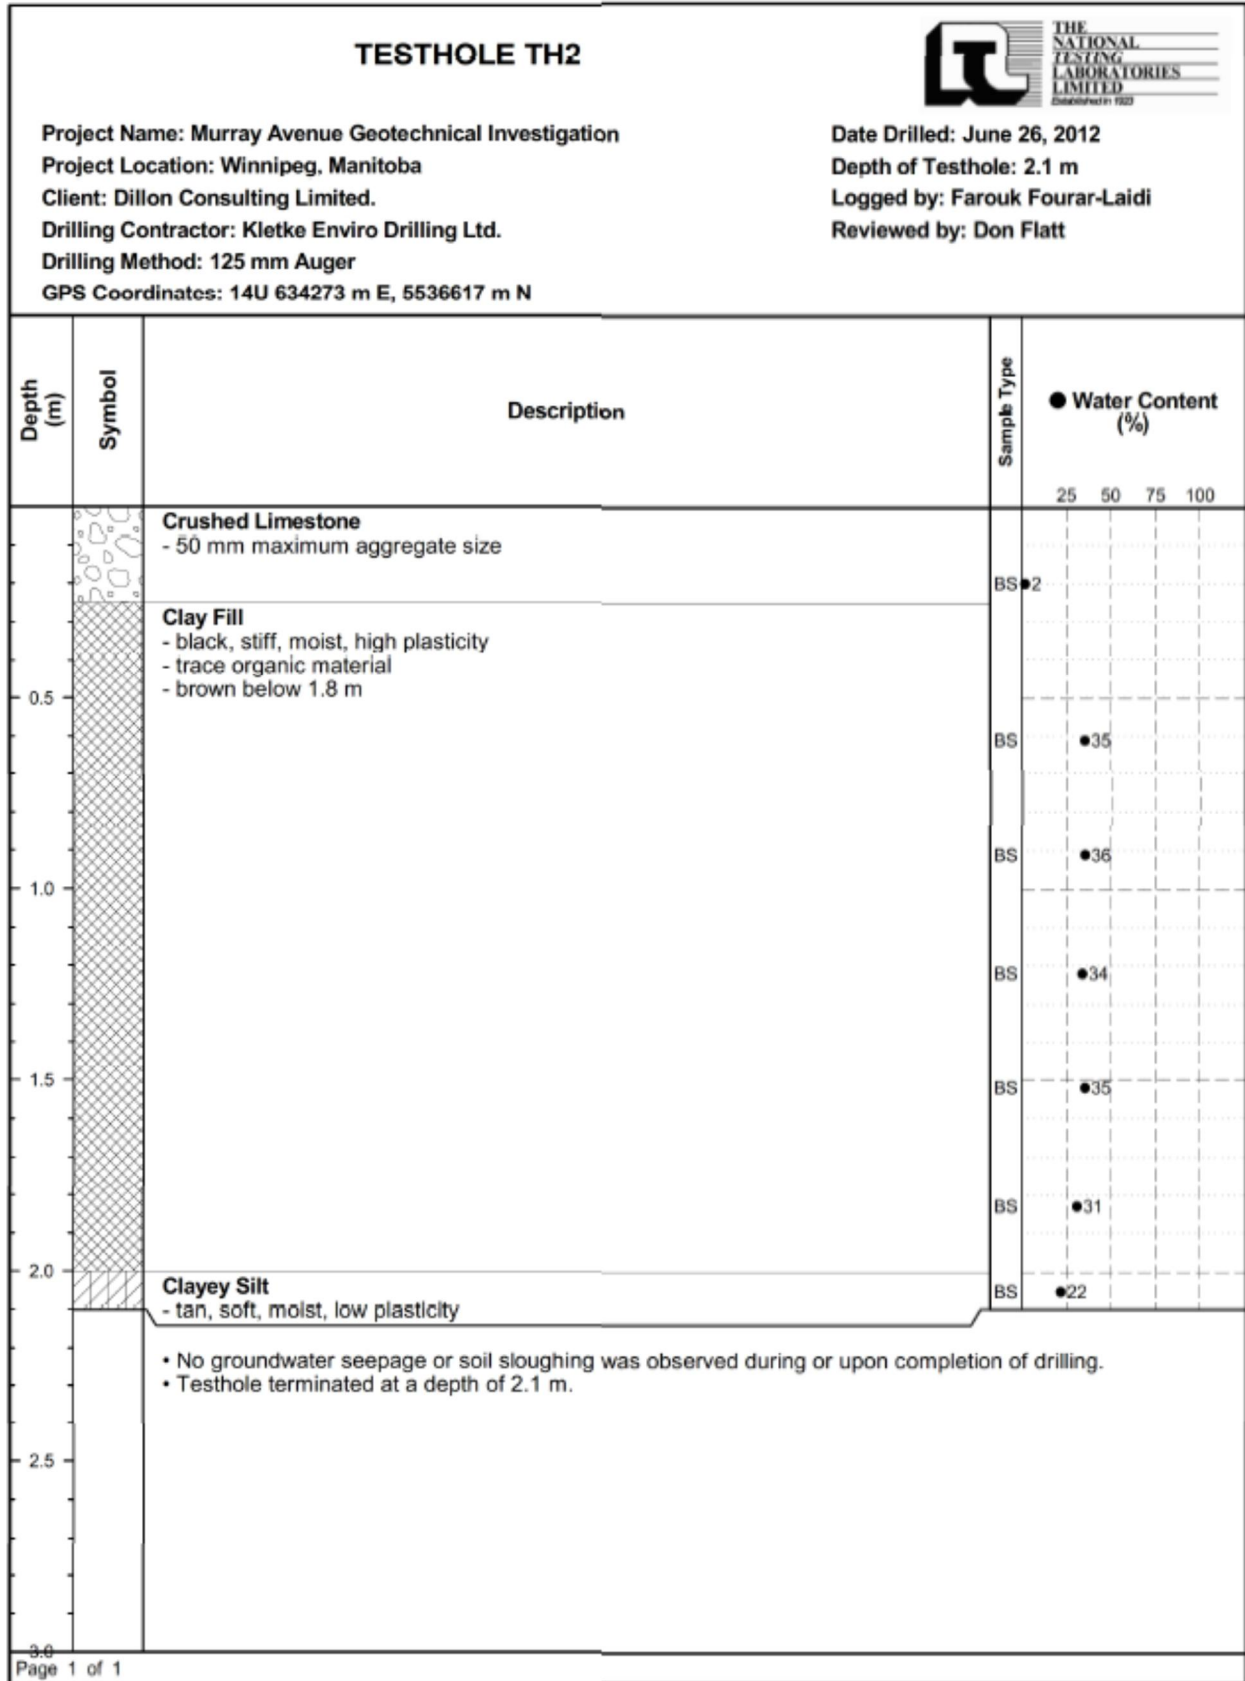 TESTHOLE TH2
THE
NATIONAL
TESTING
LABORATORIES
LIMITED
Established in 1923
Project Name: Murray Avenue Geotechnical Investigation
Project Location: Winnipeg, Manitoba
Client: Dillon Consulting Limited.
Drilling Contractor: Kletke Enviro Drilling Ltd.
Drilling Method: 125 mm Auger
GPS Coordinates: 14U 634273 m E, 5536617 m N
Date Drilled: June 26, 2012
Depth of Testhole: 2.1 m
Logged by: Farouk Fourar-Laidi
Reviewed by: Don Flatt
Depth
(m)
Symbol
Description
Sample Type
Water Content
(%)
25 50 75 100
Crushed Limestone
- 50 mm maximum aggregate size
BS 2
Clay Fill
- black, stiff, moist, high plasticity
- trace organic material
- brown below 1.8 m
0.5
BS 35
BS 36
1.0
BS 34
1.5
BS 35
BS 31
2.0
Clayey Silt
- tan, soft, moist, low plasticity
BS 22
• No groundwater seepage or soil sloughing was observed during or upon completion of drilling.
• Testhole terminated at a depth of 2.1 m.
2.5
3.0
Page 1 of 1